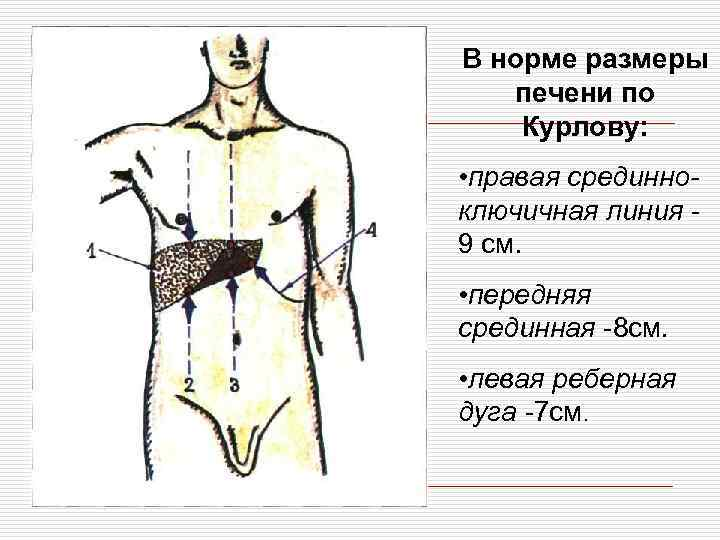 В норме размеры
печени по
Курлову:
•правая срединно-
ключичная линия -
9 см.
•передняя
срединная -8см.
•левая реберная
дуга -7см.
1
4
2
3